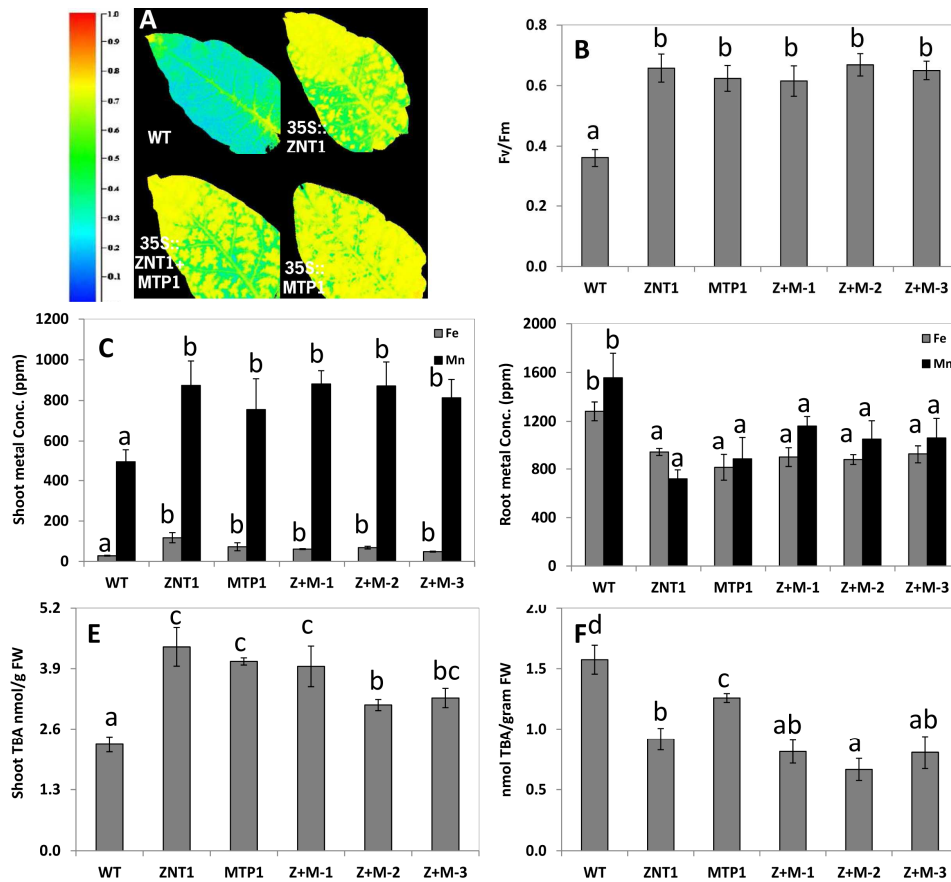 A
1.0
0.9
0.8
0.7
0.6
0.5
0.4
0.3
0.2
0.1
WT
35S::
ZNT1
35S::
ZNT1+
MTP1
35S::
MTP1
B
Fv/Fm
0.8
0.6
0.4
0.2
0.0
a
b
b
b
b
b
WT ZNT1 MTP1 Z+M-1 Z+M-2 Z+M-3
C
Shoot metal Conc. (ppm)
1200
1000
800
600
400
200
0
Fe
Mn
a a
b b
b b
b b
b b
b b
WT ZNT1 MTP1 Z+M-1 Z+M-2 Z+M-3
Root metal Conc. (ppm)
2000
1600
1200
800
400
0
Fe
Mn
b b
a a
a a
a a
a a
a a
WT ZNT1 MTP1 Z+M-1 Z+M-2 Z+M-3
E
Shoot TBA nmol/g FW
5.2
3.9
2.6
1.3
0.0
a
c
c
c
b
bc
WT ZNT1 MTP1 Z+M-1 Z+M-2 Z+M-3
F
nmol TBA/gram FW
2.0
1.5
1.0
0.5
0.0
d
b
c
ab
a
ab
WT ZNT1 MTP1 Z+M-1 Z+M-2 Z+M-3